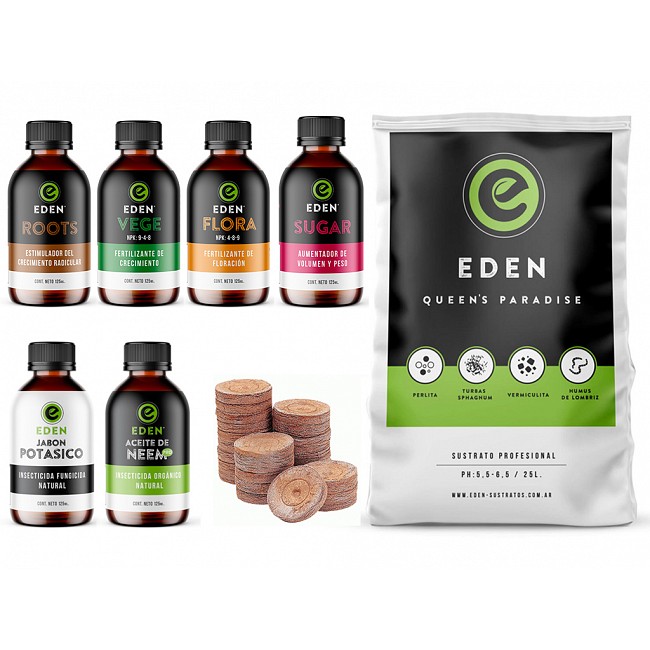 EDEN
ROOTS
ESTIMULADOR DEL
CRECIMIENTO RADICULAR
CONT. NETO 125ml.
EDEN
VEGE
NPK: 9-4-8
FERTILIZANTE DE
CRECIMIENTO
CONT. NETO 125ml.
EDEN
FLORA
NPK: 4-8-9
FERTILIZANTE DE
FLORACIÓN
CONT. NETO 125ml.
EDEN
SUGAR
AUMENTADOR DE
VOLUMEN Y PESO
CONT. NETO 125ml.
EDEN
JABON
POTASICO
INSECTICIDA FUNGICIDA
NATURAL
CONT. NETO 125ml.
EDEN
ACEITE DE
NEEM
INSECTICIDA ORGÁNICO
NATURAL
CONT. NETO 125ml.
EDEN
QUEEN'S PARADISE
PERLITA
TURBAS
SPHAGNUM
VERMICULITA
HUMUS
DE LOMBRIZ
SUSTRATO PROFESIONAL
PH:5,5-6,5 / 25L.
WWW.EDEN-SUSTRATOS.COM.AR